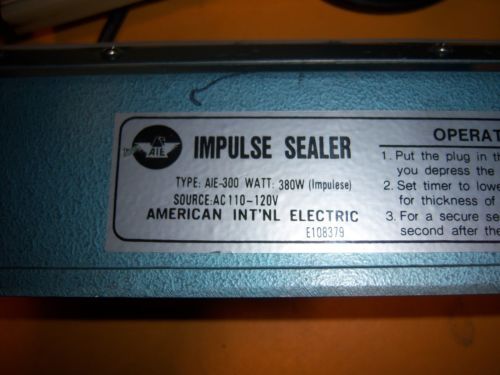 AIE
IMPULSE SEALER
TYPE: AIE-300 WATT: 380W (Impulese)
SOURCE:AC110-120V
AMERICAN INT'NL ELECTRIC
E108379
OPERAT
1. Put the plug in th
you depress the
2. Set timer to lowe
for thickness of
3. For a secure se
second after the